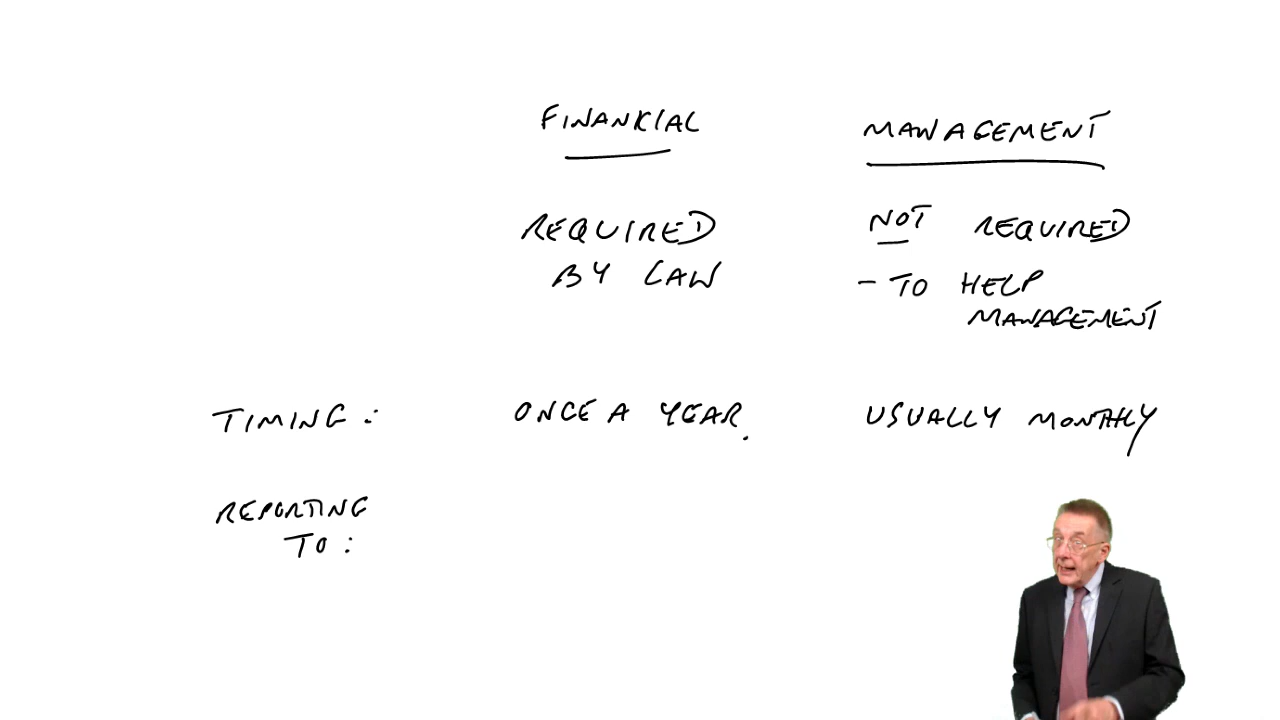 FINANCIAL MANAGEMENT
REQUIRED NOT REQUIRED
BY LAW - TO HELP
MANAGEMENT
TIMING: ONCE A YEAR. USUALLY MONTHLY
REPORTING
TO: